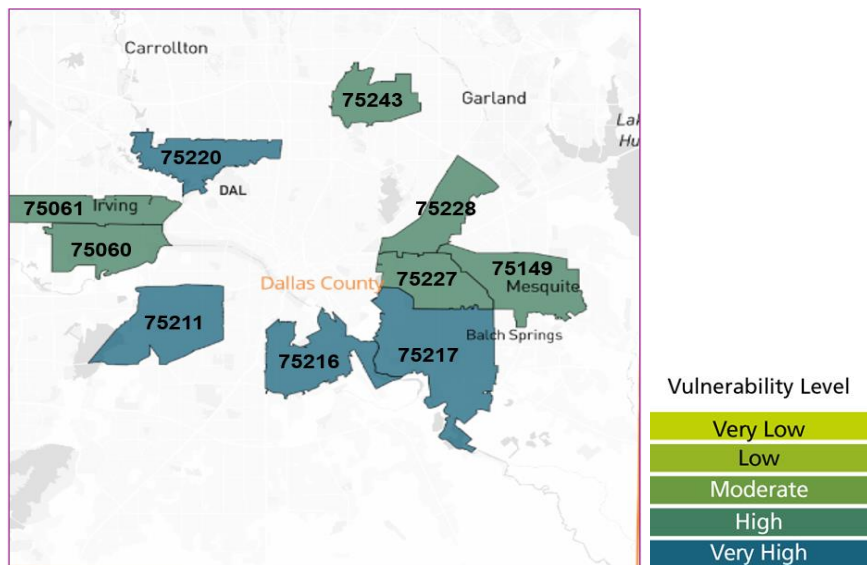 Carrollton
75243
Garland
Lak
Hu
75220
DAL
75061
Irving
75228
75060
Dallas County
75227
75149
Mesquite
75211
75216
75217
Balch Springs
Vulnerability Level
Very Low
Low
Moderate
High
Very High